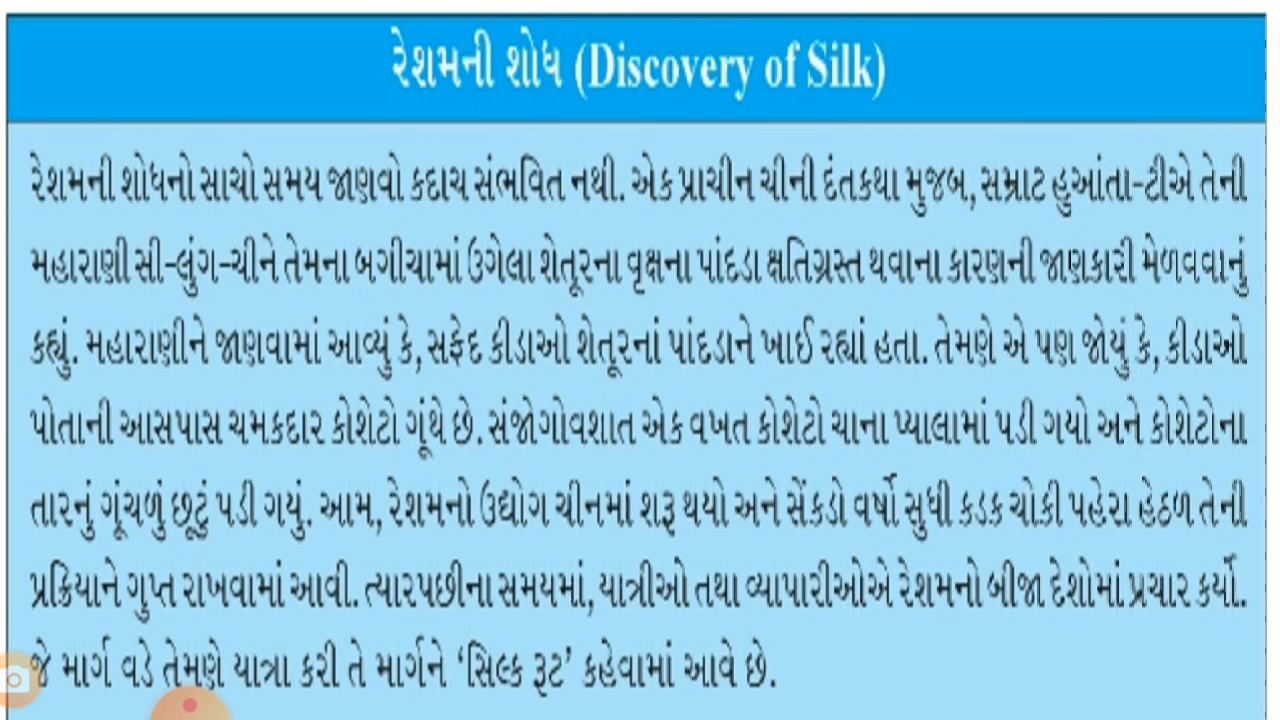 રેશમની શોધ (Discovery of Silk)
રેશમની શોધનો સાચો સમય જાણવો કદાચ સંભવિત નથી. એક પ્રાચીન ચીની દંતકથા મુજબ, સમ્રાટ હુઆંતા-ટીએ તેની
મહારાણી સી-લુંગ-ચીને તેમના બગીચામાં ઉગેલા શેતૂરના વૃક્ષના પાંદડા ક્ષતિગ્રસ્ત થવાના કારણની જાણકારી મેળવવાનું
કહ્યું. મહારાણીને જાણવામાં આવ્યું કે, સફેદ કીડાઓ શેતૂરનાં પાંદડાને ખાઈ રહ્યાં હતા. તેમણે એ પણ જોયું કે, કીડાઓ
પોતાની આસપાસ ચમકદાર કોશેટો ગૂંથે છે. સંજોગોવશાત એક વખત કોશેટો ચાના પ્યાલામાં પડી ગયો અને કોશેટોના
તારનું ગૂંચળું છૂટું પડી ગયું. આમ, રેશમનો ઉદ્યોગ ચીનમાં શરૂ થયો અને સેંકડો વર્ષો સુધી કડક ચોકી પહેરા હેઠળ તેની
પ્રક્રિયાને ગુપ્ત રાખવામાં આવી. ત્યારપછીના સમયમાં, યાત્રીઓ તથા વ્યાપારીઓએ રેશમનો બીજા દેશોમાં પ્રચાર કર્યો.
જે માર્ગ વડે તેમણે યાત્રા કરી તે માર્ગને ‘સિલ્ક રૂટ’ કહેવામાં આવે છે.